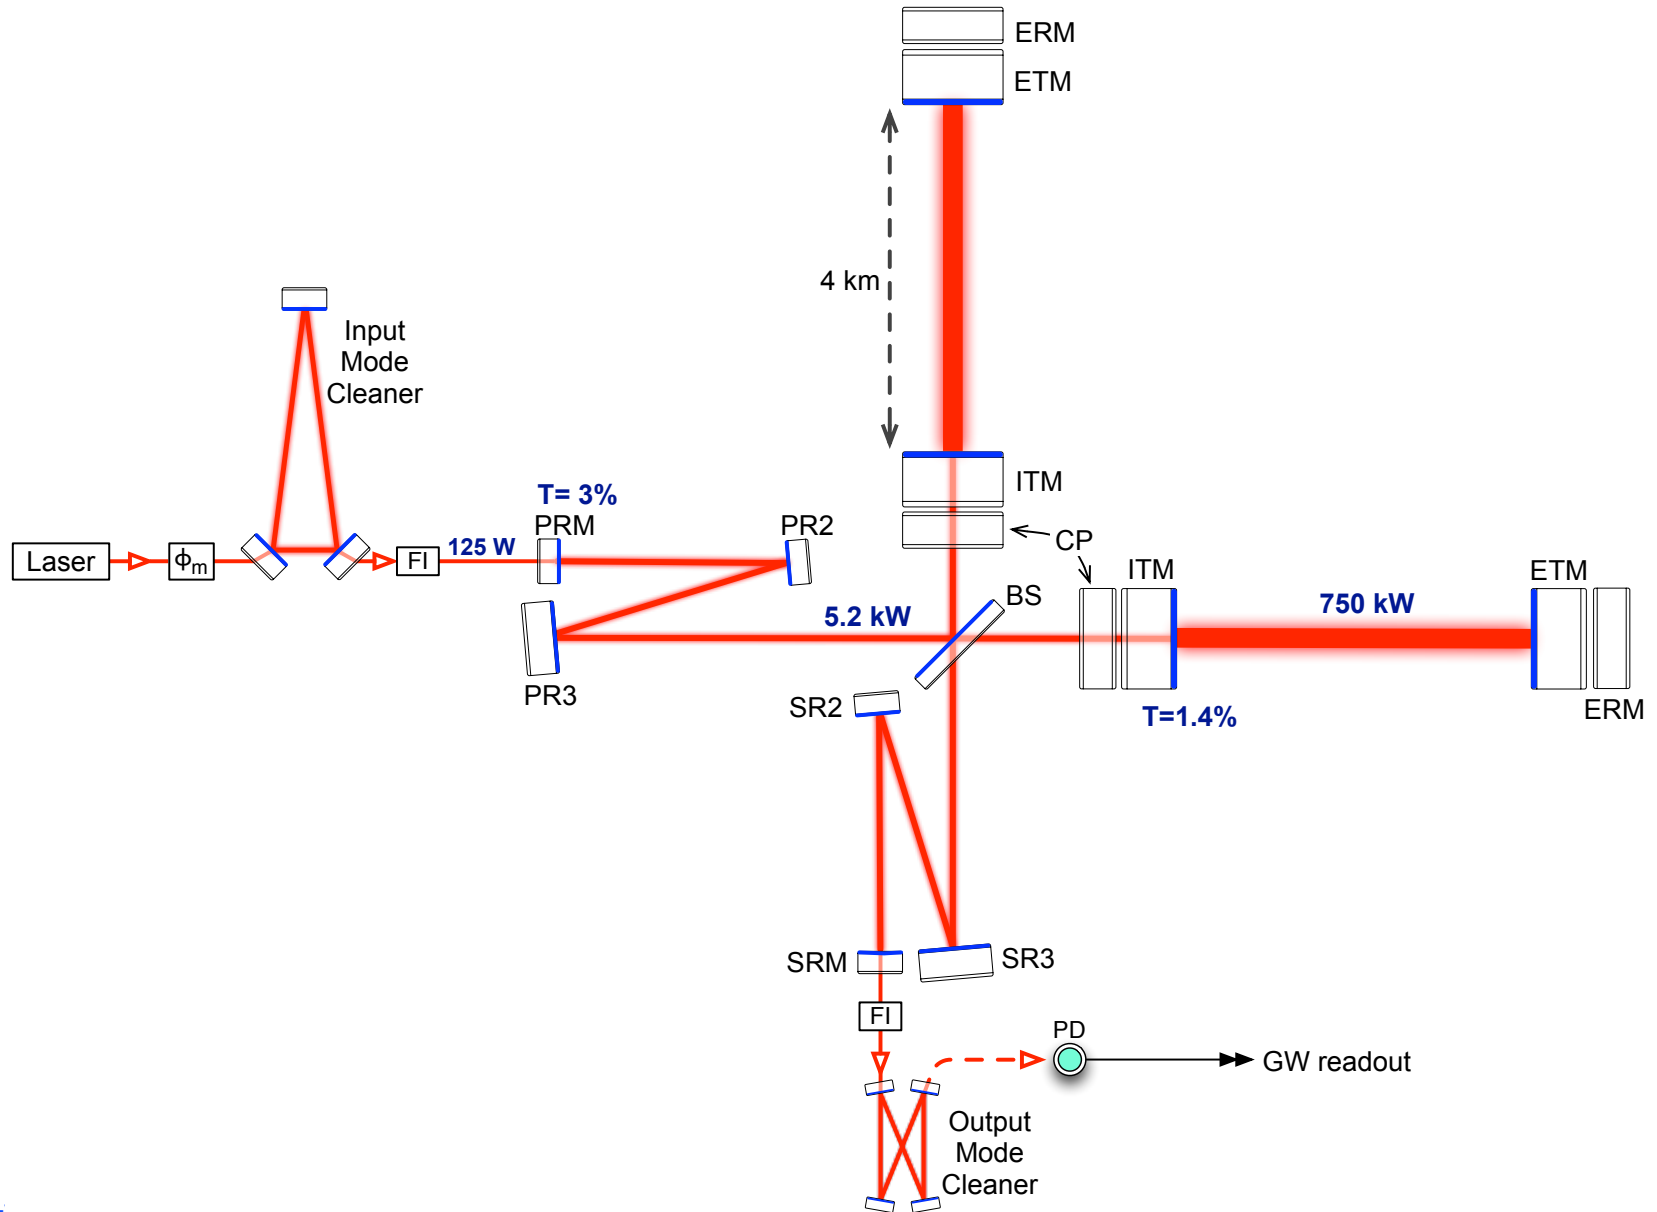 ERM
ETM
4 km
Input
Mode
Cleaner
ITM
T= 3%
PRM
PR2
CP
Laser
ϕm
FI
125 W
ITM
ETM
BS
5.2 kW
750 kW
PR3
SR2
T=1.4%
ERM
SRM
SR3
FI
PD
GW readout
Output
Mode
Cleaner